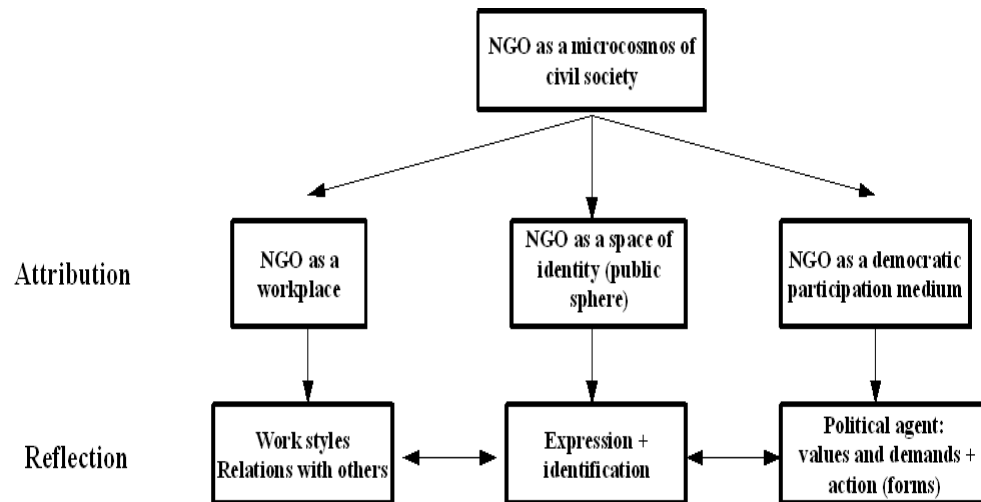 NGO as a microcosmos of
civil society
Attribution
NGO as a
workplace
NGO as a space of
identity (public
sphere)
NGO as a democratic
participation medium
Reflection
Work styles
Relations with others
Expression +
identification
Political agent:
values and demands +
action (forms)